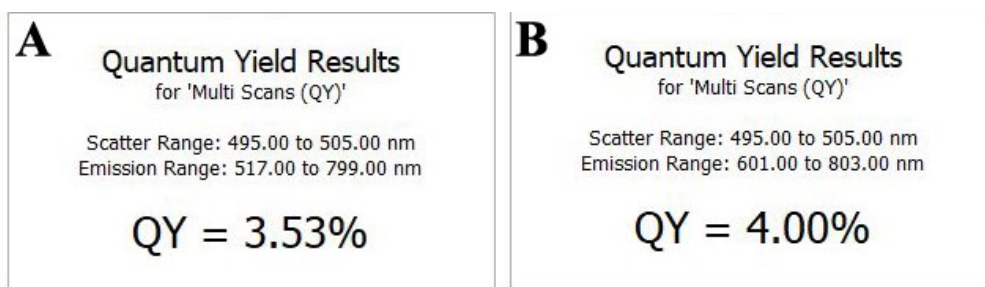 A
Quantum Yield Results
for 'Multi Scans (QY)'
Scatter Range: 495.00 to 505.00 nm
Emission Range: 517.00 to 799.00 nm
QY = 3.53%
B
Quantum Yield Results
for 'Multi Scans (QY)'
Scatter Range: 495.00 to 505.00 nm
Emission Range: 601.00 to 803.00 nm
QY = 4.00%